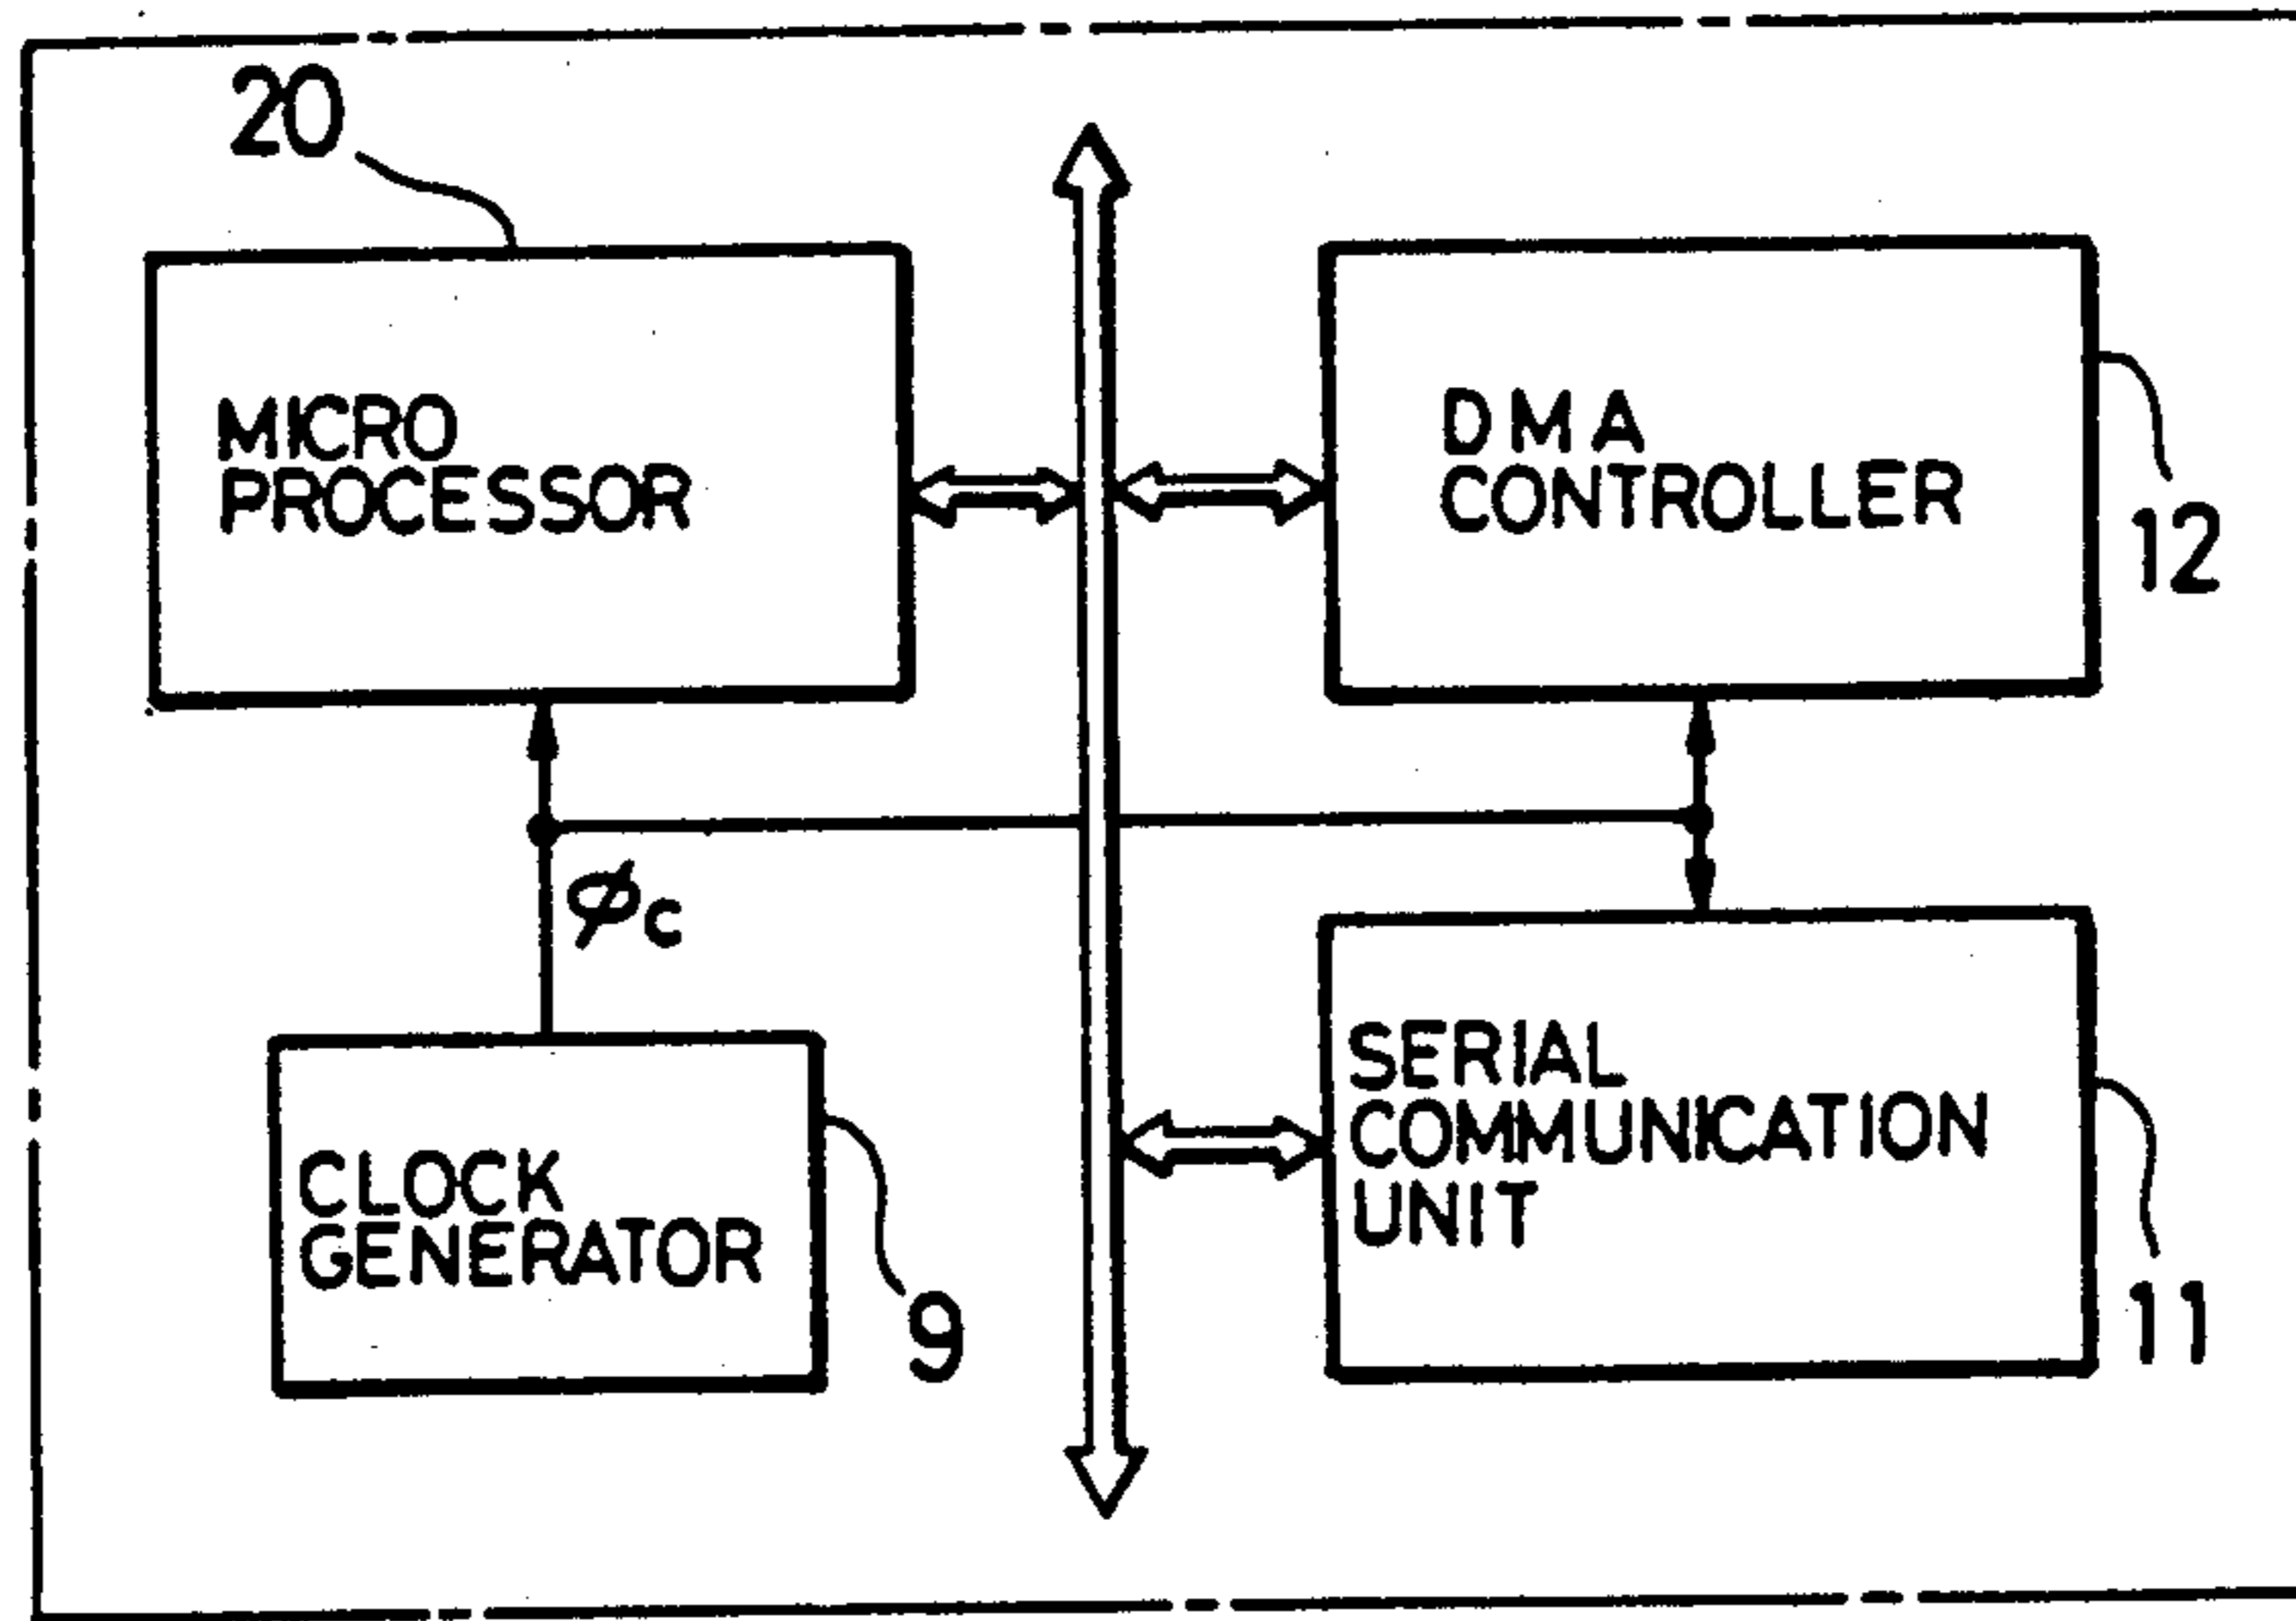 20
MICRO
PROCESSOR
DMA
CONTROLLER
12
φc
CLOCK
GENERATOR
9
SERIAL
COMMUNICATION
UNIT
11